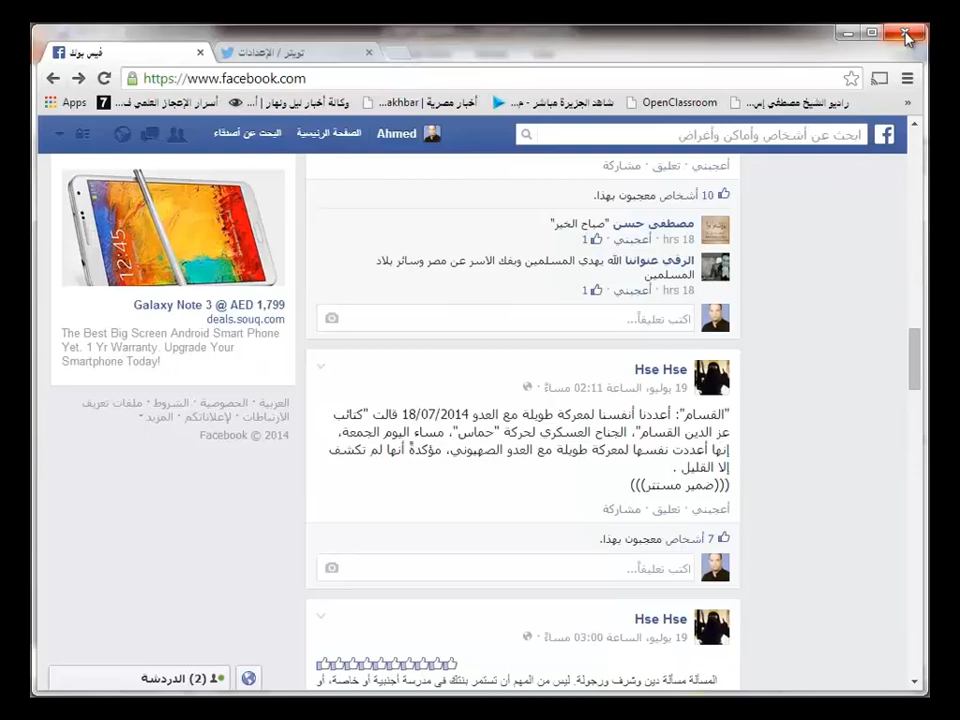 فيس بوك
تويتر / الإعدادات
https://www.facebook.com
Apps
أسرار الإعجاز العلمي ف...
وكالة أخبار نيل ونهار | أ...
أخبار مصرية | akhbar...
شاهد الجزيرة مباشر - م...
OpenClassroom
راديو الشيخ مصطفى إس...
»
ابحث عن أشخاص وأماكن وأغراض
Ahmed
الصفحة الرئيسية
البحث عن أصدقاء
أعجبني · تعليق · مشاركة
10 أشخاص معجبون بهذا.
مصطفى حسن "صباح الخير"
18 hrs · أعجبني · 1
الرقي عنواننا الله يهدي المسلمين ويفك الاسر عن مصر وسائر بلاد
المسلمين
18 hrs · أعجبني · 1
اكتب تعليقاً...
Hse Hse
19 يوليو، الساعة 02:11 مساءً ·
"القسام": أعددنا أنفسنا لمعركة طويلة مع العدو 18/07/2014 قالت "كتائب
عز الدين القسام"، الجناح العسكري لحركة "حماس"، مساء اليوم الجمعة،
إنها أعددت نفسها لمعركة طويلة مع العدو الصهيوني، مؤكدةً أنها لم تكشف
إلا القليل .
(((ضمير مستتر)))
أعجبني · تعليق · مشاركة
7 أشخاص معجبون بهذا.
اكتب تعليقاً...
Hse Hse
19 يوليو، الساعة 03:00 مساءً ·
المسألة مسألة دين وشرف ورجولة. ليس من المهم أن تستمر بنتك في مدرسة أجنبية أو خاصة، أو
12:45
Galaxy Note 3 @ AED 1,799
deals.souq.com
The Best Big Screen Android Smart Phone
Yet. 1 Yr Warranty. Upgrade Your
Smartphone Today!
العربية · الخصوصية · الشروط · ملفات تعريف
الارتباطات · لإعلاناتكم · المزيد
Facebook © 2014
الدردشة (2)